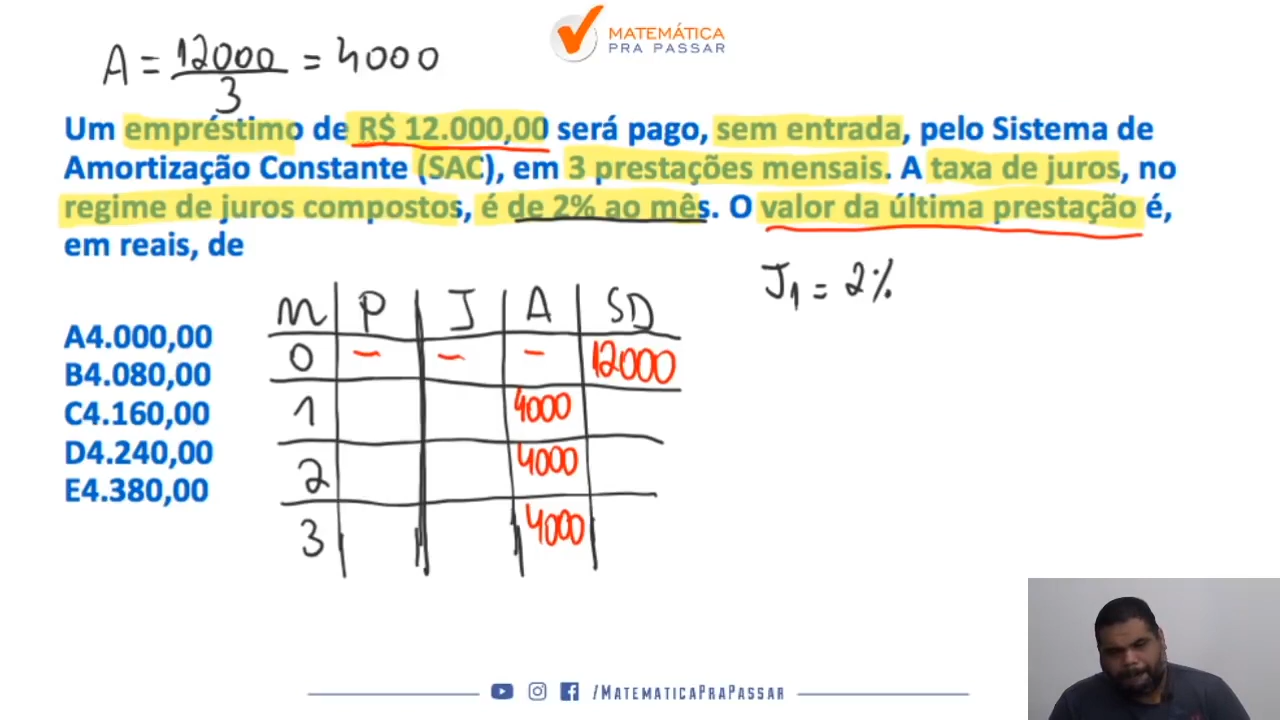 MATEMÁTICA
PRA PASSAR
A = 12000/3 = 4000
Um empréstimo de R$ 12.000,00 será pago, sem entrada, pelo Sistema de
Amortização Constante (SAC), em 3 prestações mensais. A taxa de juros, no
regime de juros compostos, é de 2% ao mês. O valor da última prestação é,
em reais, de
J1 = 2%
A4.000,00
B4.080,00
C4.160,00
D4.240,00
E4.380,00
n P J A SD
0 – – – 12000
1 4000
2 4000
3 4000
/MATEMATICAPRAPASSAR